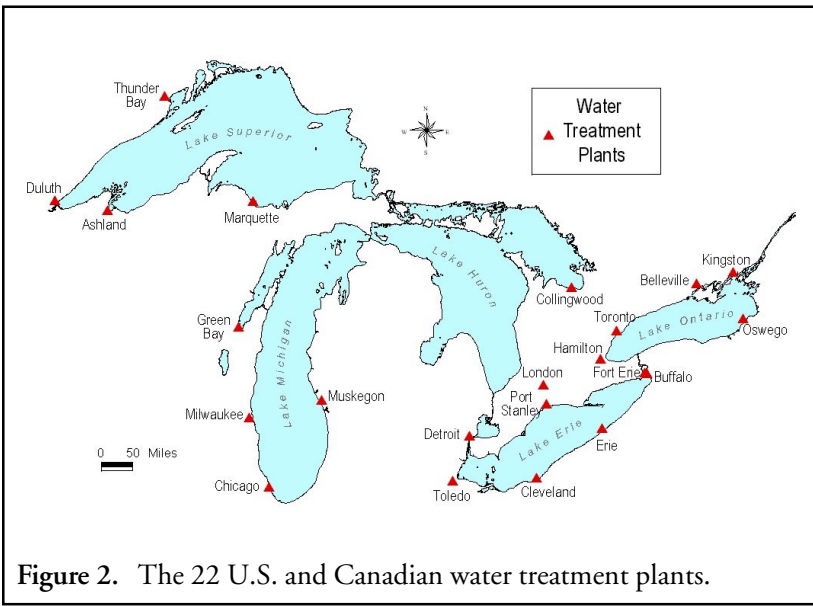 Thunder
Bay
Lake Superior
N
W E
S
Water
Treatment
Plants
Duluth
Ashland
Marquette
Kingston
Belleville
Lake Huron
Collingwood
Green
Bay
Lake Michigan
Toronto
Lake Ontario
Oswego
Hamilton
Fort Erie
Buffalo
London
Port
Stanley
Muskegon
Milwaukee
Detroit
Lake Erie
Erie
0 50 Miles
Chicago
Toledo
Cleveland
Figure 2. The 22 U.S. and Canadian water treatment plants.